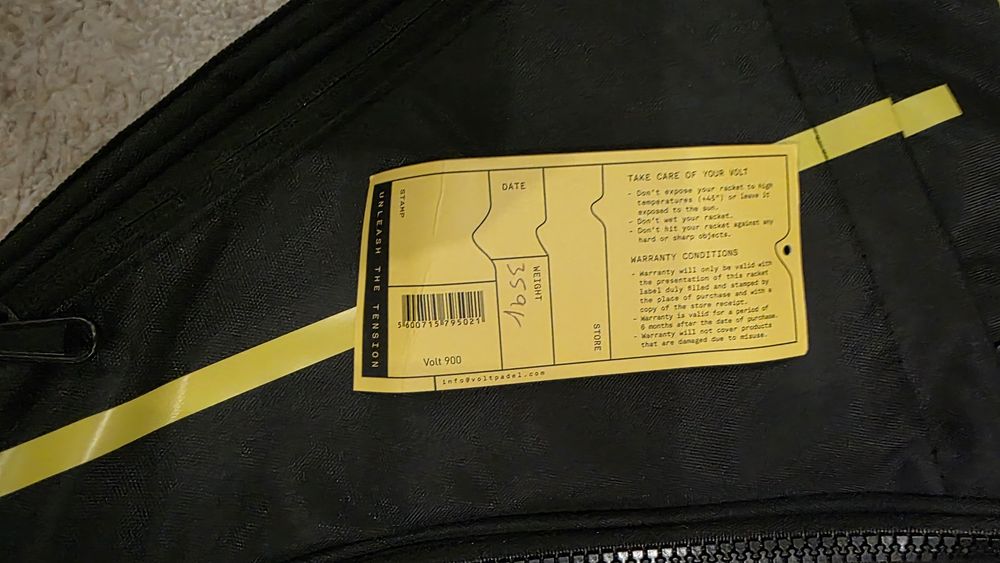 UNLEASH THE TENSION
STAMP
5 600715 795021
Volt 900
info@voltpadel.com
DATE
WEIGHT
359
STORE
TAKE CARE OF YOUR VOLT
- Don't expose your racket to high
temperatures (+45°) or leave it
exposed to the sun.
- Don't wet your racket.
- Don't hit your racket against any
hard or sharp objects.
WARRANTY CONDITIONS
- Warranty will only be valid with
the presentation of this racket
label duly filled and stamped by
the place of purchase and with a
copy of the store receipt.
- Warranty is valid for a period of
6 months after the date of purchase.
- Warranty will not cover products
that are damaged due to misuse.